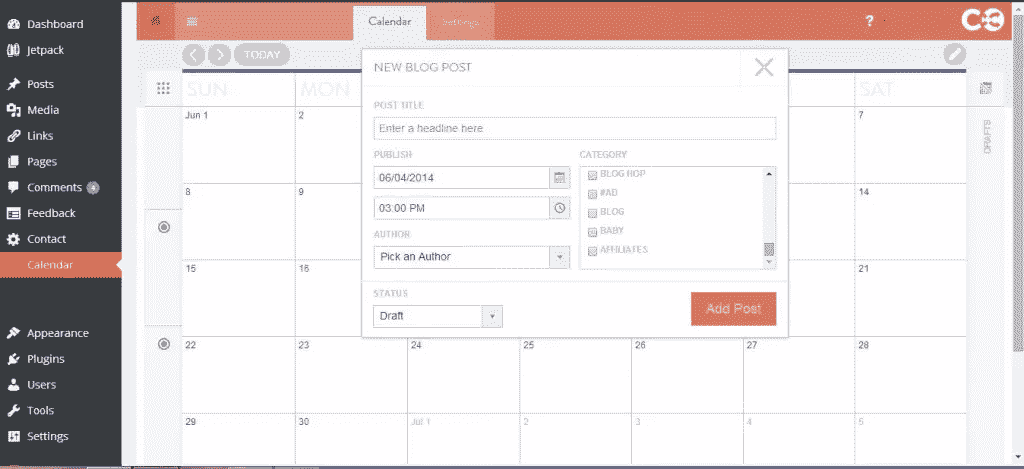 Dashboard
Jetpack
Posts
Media
Links
Pages
Comments 4
Feedback
Contact
Calendar
Appearance
Plugins
Users
Tools
Settings
Calendar
Settings
?
TODAY
SUN MON SAT
Jun 1 2 7
8 9 14
15 16 21
22 23 24 25 26 27 28
29 30 Jul 1 2 3 4 5
DRAFTS
NEW BLOG POST
POST TITLE
Enter a headline here
PUBLISH
06/04/2014
03:00 PM
AUTHOR
Pick an Author
CATEGORY
BLOG HOP
#AD
BLOG
BABY
AFFILIATES
STATUS
Draft
Add Post